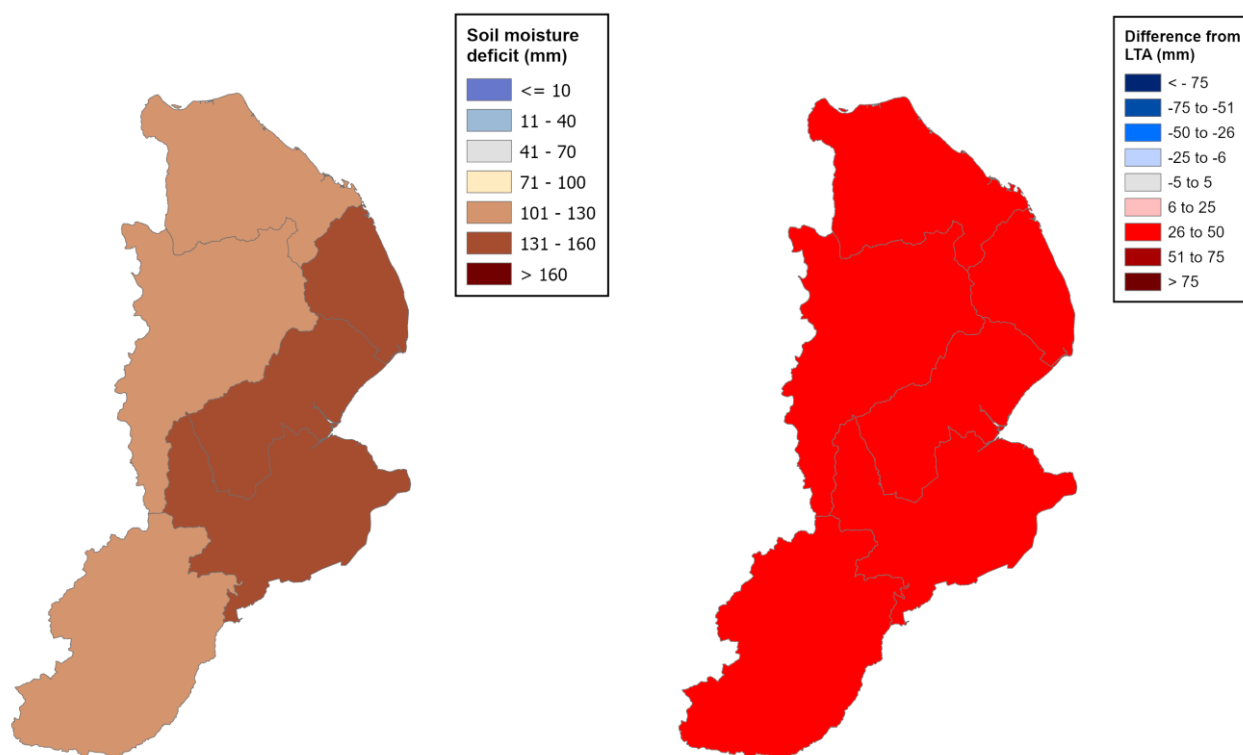 Soil moisture
deficit (mm)
<= 10
11 - 40
41 - 70
71 - 100
101 - 130
131 - 160
> 160
Difference from
LTA (mm)
< - 75
-75 to -51
-50 to -26
-25 to -6
-5 to 5
6 to 25
26 to 50
51 to 75
> 75